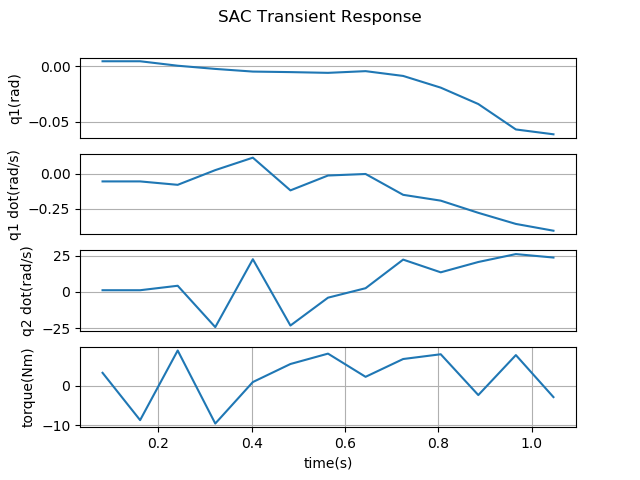 SAC Transient Response
q1(rad)
0.00
−0.05
q1 dot(rad/s)
0.00
−0.25
q2 dot(rad/s)
25
0
−25
torque(Nm)
0
−10
0.2 0.4 0.6 0.8 1.0
time(s)